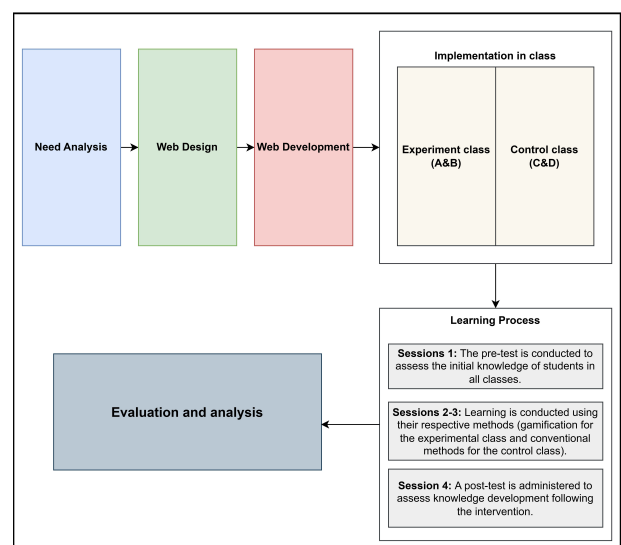 Implementation in class
Need Analysis
Web Design
Web Development
Experiment class
(A&B)
Control class
(C&D)
Learning Process
Sessions 1: The pre-test is conducted to
assess the initial knowledge of students in
all classes.
Sessions 2-3: Learning is conducted using
their respective methods (gamification for
the experimental class and conventional
methods for the control class).
Session 4: A post-test is administered to
assess knowledge development following
the intervention.
Evaluation and analysis